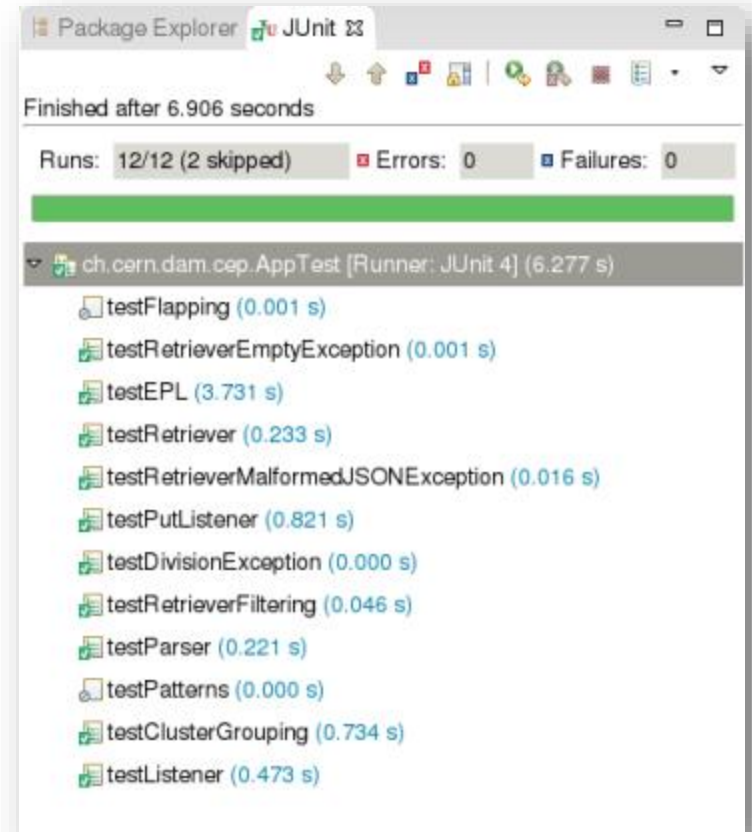 Package Explorer JUnit
Finished after 6.906 seconds
Runs: 12/12 (2 skipped) Errors: 0 Failures: 0
ch.cern.dam.cep.AppTest [Runner: JUnit 4] (6.277 s)
testFlapping (0.001 s)
testRetrieverEmptyException (0.001 s)
testEPL (3.731 s)
testRetriever (0.233 s)
testRetrieverMalformedJSONException (0.016 s)
testPutListener (0.821 s)
testDivisionException (0.000 s)
testRetrieverFiltering (0.046 s)
testParser (0.221 s)
testPatterns (0.000 s)
testClusterGrouping (0.734 s)
testListener (0.473 s)